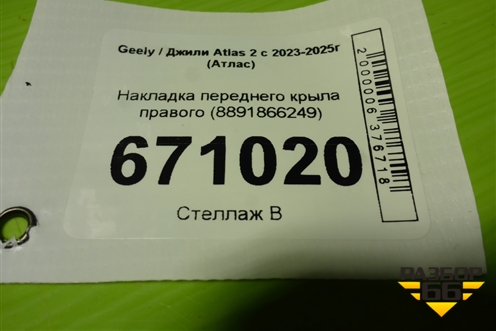 Geely / Джили Atlas 2 с 2023-2025г
(Атлас)
Накладка переднего крыла
правого (8891866249)
671020
Стеллаж В
2000006376718
РАЗБОР
66